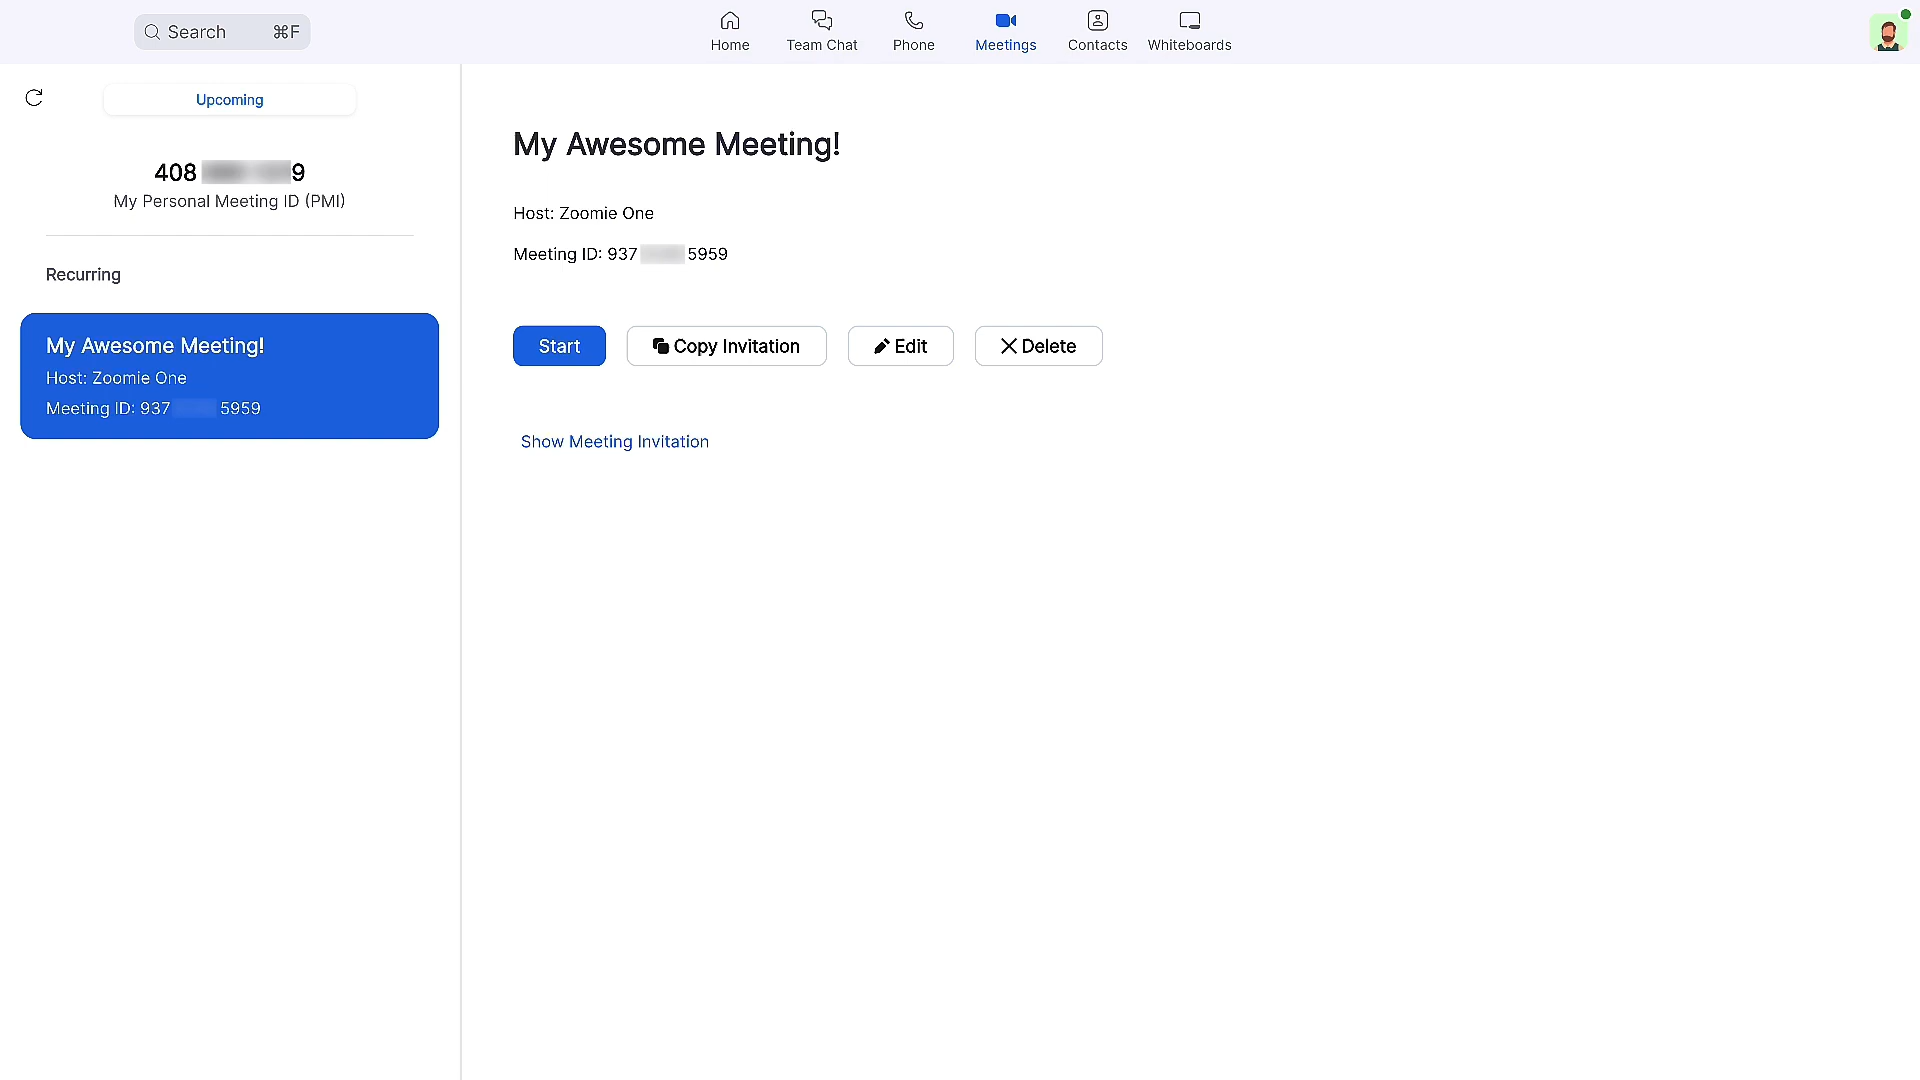 Search ⌘F
Home
Team Chat
Phone
Meetings
Contacts
Whiteboards
Upcoming
408 9
My Personal Meeting ID (PMI)
Recurring
My Awesome Meeting!
Host: Zoomie One
Meeting ID: 937 5959
My Awesome Meeting!
Host: Zoomie One
Meeting ID: 937 5959
Start
Copy Invitation
Edit
Delete
Show Meeting Invitation